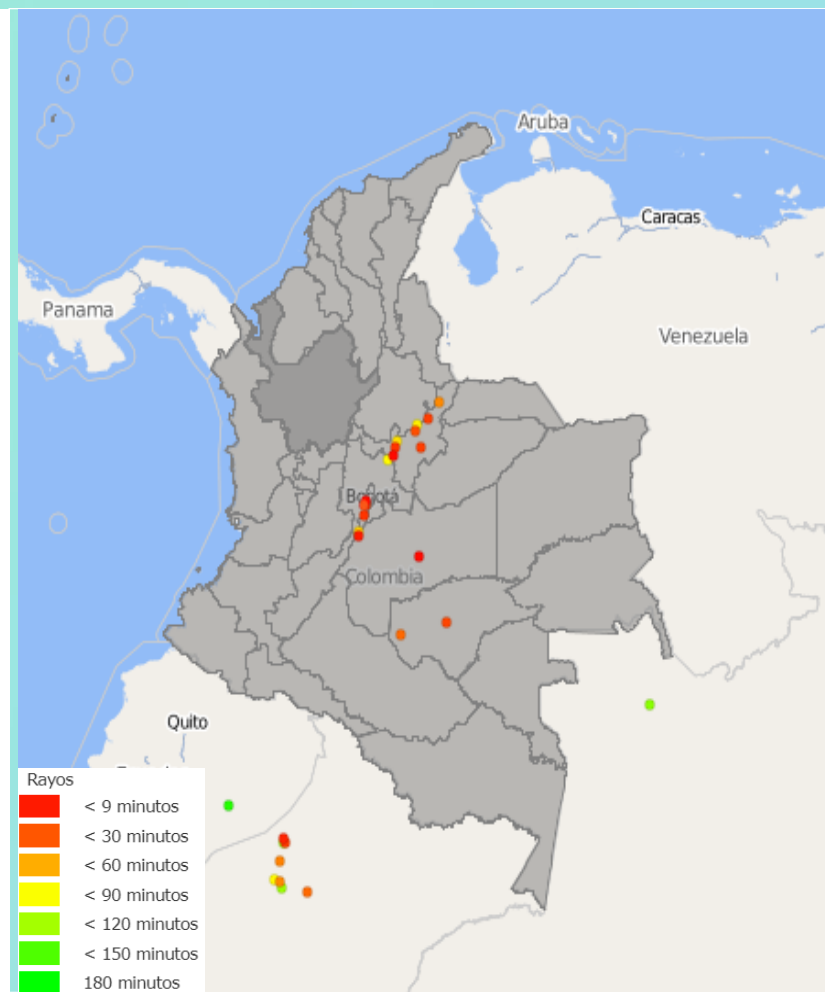 Aruba
Caracas
Panama
Venezuela
Bogotá
Colombia
Quito
Rayos
< 9 minutos
< 30 minutos
< 60 minutos
< 90 minutos
< 120 minutos
< 150 minutos
180 minutos